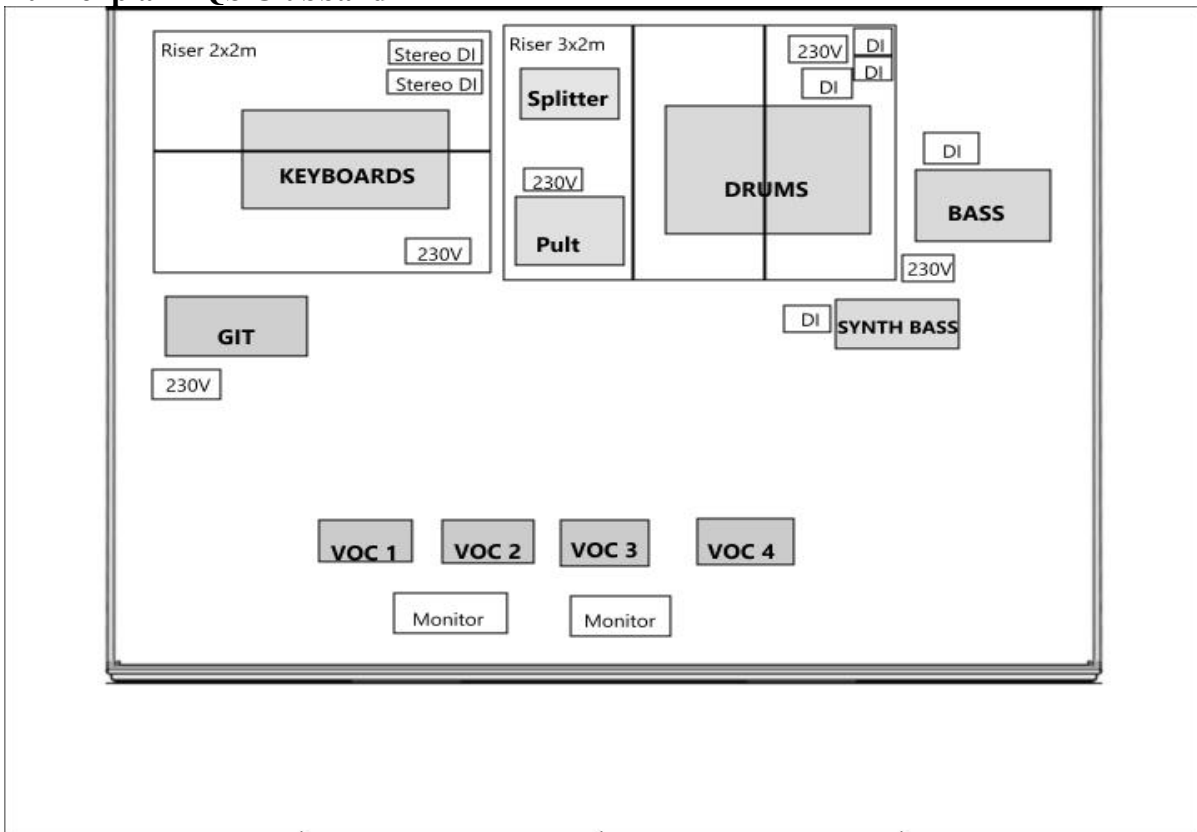 Riser 2x2m
Stereo DI
Stereo DI
KEYBOARDS
230V
Riser 3x2m
Splitter
230V
Pult
230V
DI
DI
DI
DRUMS
DI
BASS
230V
GIT
230V
DI
SYNTH BASS
VOC 1
VOC 2
VOC 3
VOC 4
Monitor
Monitor